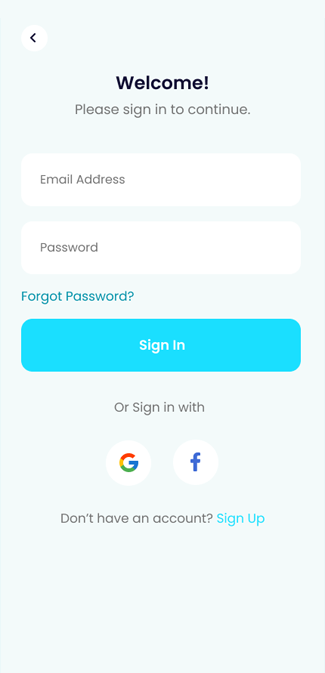 Welcome!
Please sign in to continue.
Email Address
Password
Forgot Password?
Sign In
Or Sign in with
Don’t have an account? Sign Up